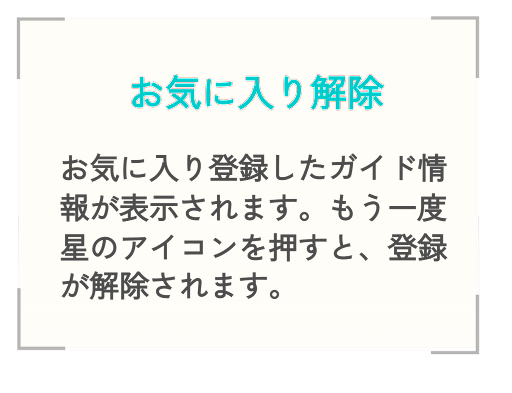 お気に入り解除
お気に入り登録したガイド情
報が表示されます。もう一度
星のアイコンを押すと、登録
が解除されます。